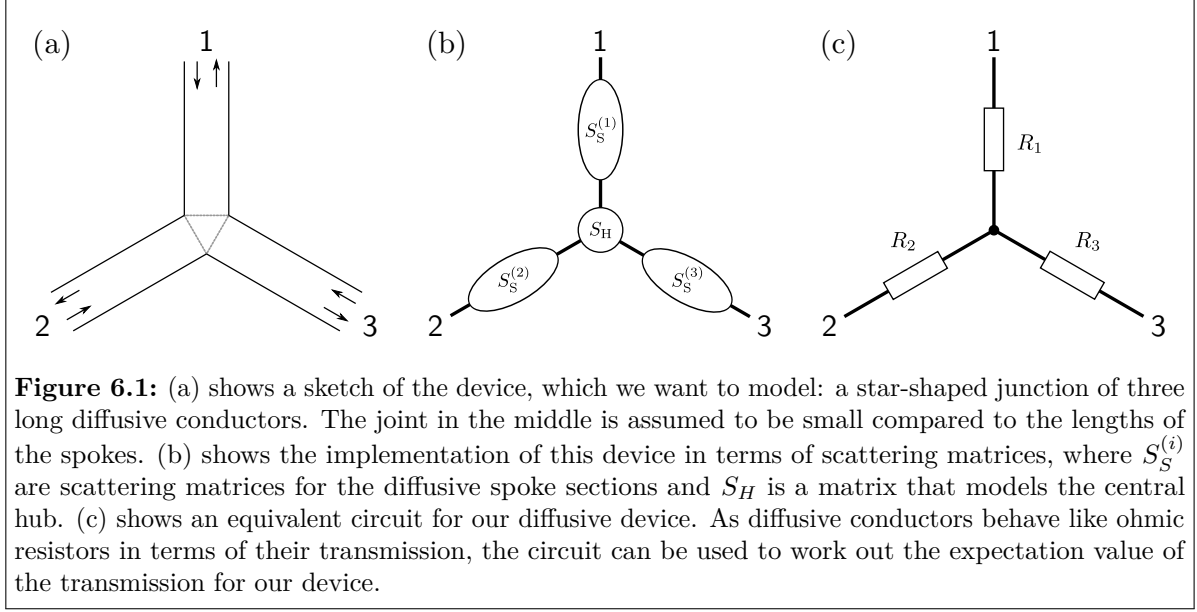 (a)
1
2
3
(b)
1
S_S^{(1)}
S_H
S_S^{(2)}
S_S^{(3)}
2
3
(c)
1
R_1
R_2
R_3
2
3
Figure 6.1: (a) shows a sketch of the device, which we want to model: a star-shaped junction of three
long diffusive conductors. The joint in the middle is assumed to be small compared to the lengths of
the spokes. (b) shows the implementation of this device in terms of scattering matrices, where S_S^{(i)}
are scattering matrices for the diffusive spoke sections and S_H is a matrix that models the central
hub. (c) shows an equivalent circuit for our diffusive device. As diffusive conductors behave like ohmic
resistors in terms of their transmission, the circuit can be used to work out the expectation value of
the transmission for our device.